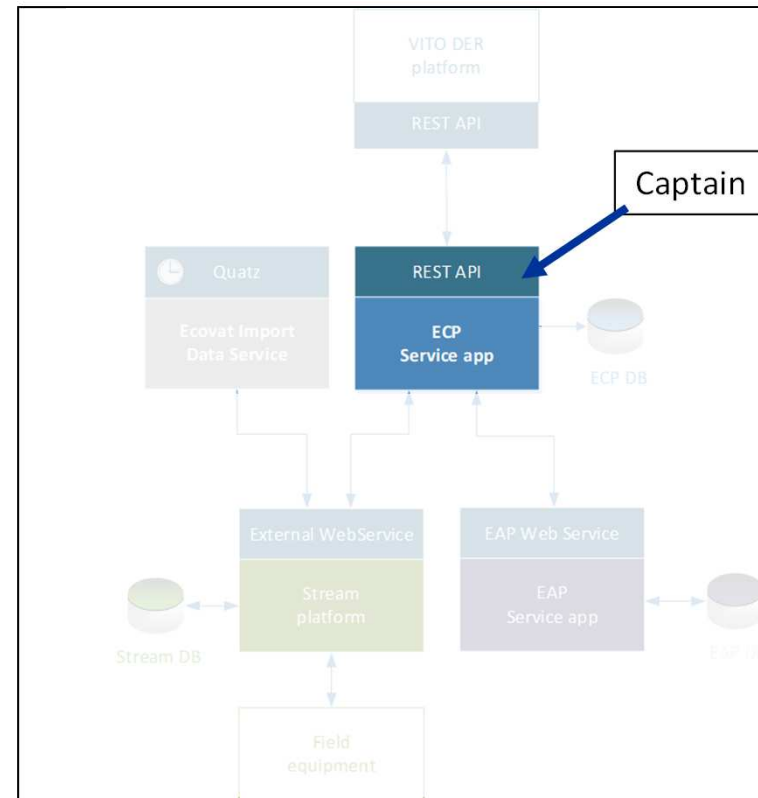 VITO DER
platform
REST API
Captain
Quatz
REST API
Ecovat Import
Data Service
ECP
Service app
ECP DB
External WebService
EAP Web Service
Stream
platform
EAP
Service app
Stream DB
EAP
Field
equipment